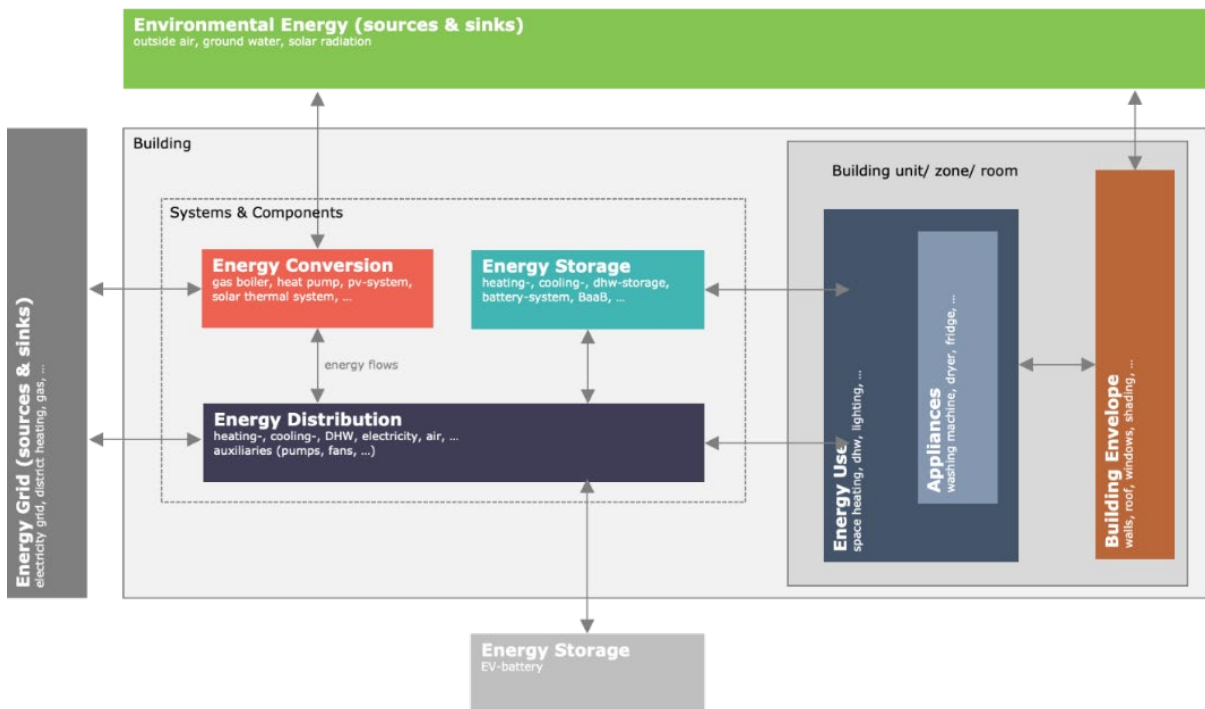 Environmental Energy (sources & sinks)
outside air, ground water, solar radiation
Building
Building unit/ zone/ room
Systems & Components
Energy Conversion
gas boiler, heat pump, pv-system,
solar thermal system, ...
Energy Storage
heating-, cooling-, dhw-storage,
battery-system, BaaB, ...
energy flows
Energy Distribution
heating-, cooling-, DHW, electricity, air, ...
auxiliaries (pumps, fans, ...)
Energy Grid (sources & sinks)
electricity grid, district heating, gas, ...
Energy Use
space heating, dhw, lighting, ...
Appliances
washing machine, dryer, fridge, ...
Building Envelope
walls, roof, windows, shading, ...
Energy Storage
EV-battery